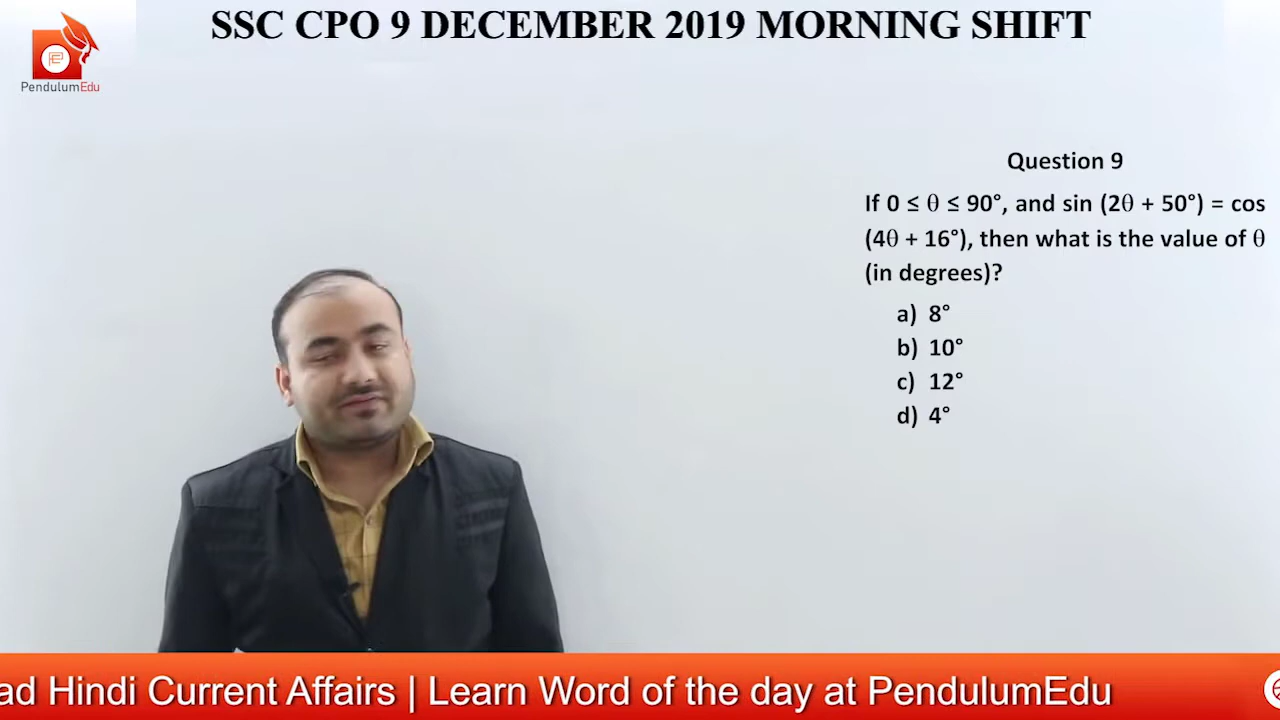 SSC CPO 9 DECEMBER 2019 MORNING SHIFT
PendulumEdu
Question 9
If 0 ≤ θ ≤ 90°, and sin (2θ + 50°) = cos
(4θ + 16°), then what is the value of θ
(in degrees)?
a) 8°
b) 10°
c) 12°
d) 4°
ad Hindi Current Affairs | Learn Word of the day at PendulumEdu